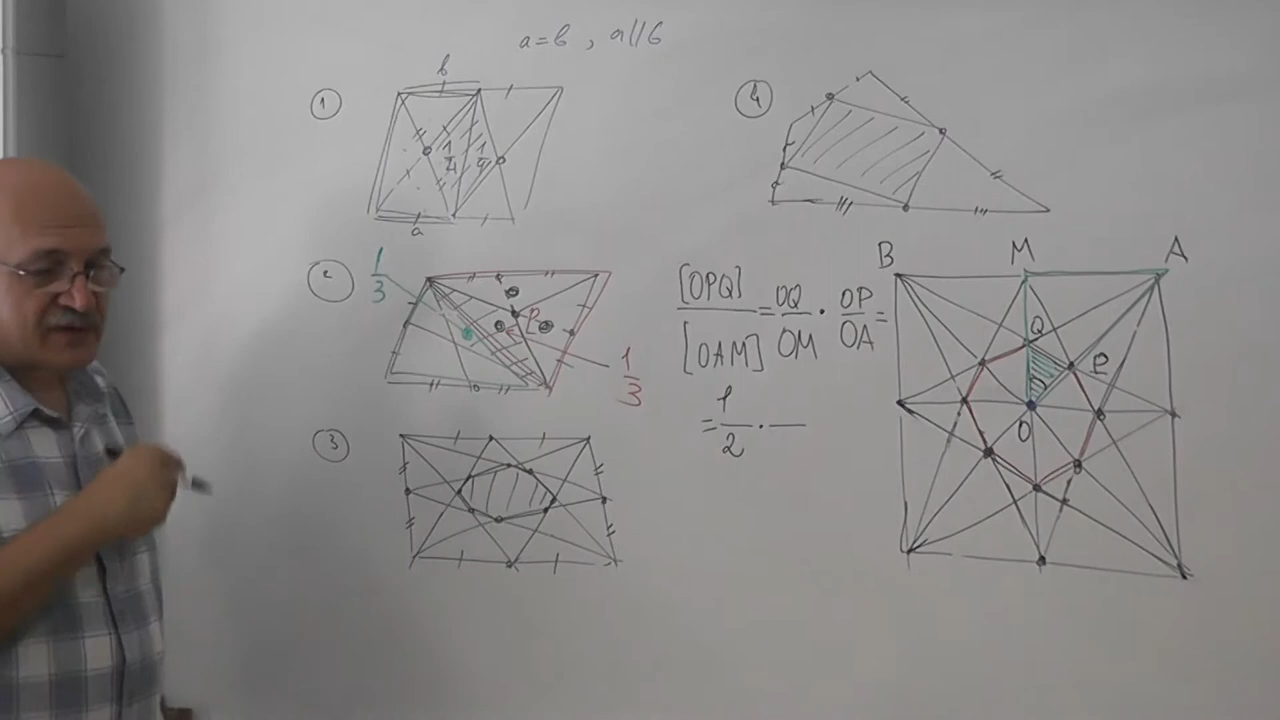 a=b , a//b
1
b
1/4 1/4
a
2
1/3
P
1/3
3
4
[OPQ]/[OAM] = OQ/OM · OP/OA =
= 1/2 · —
B M A
Q
P
O